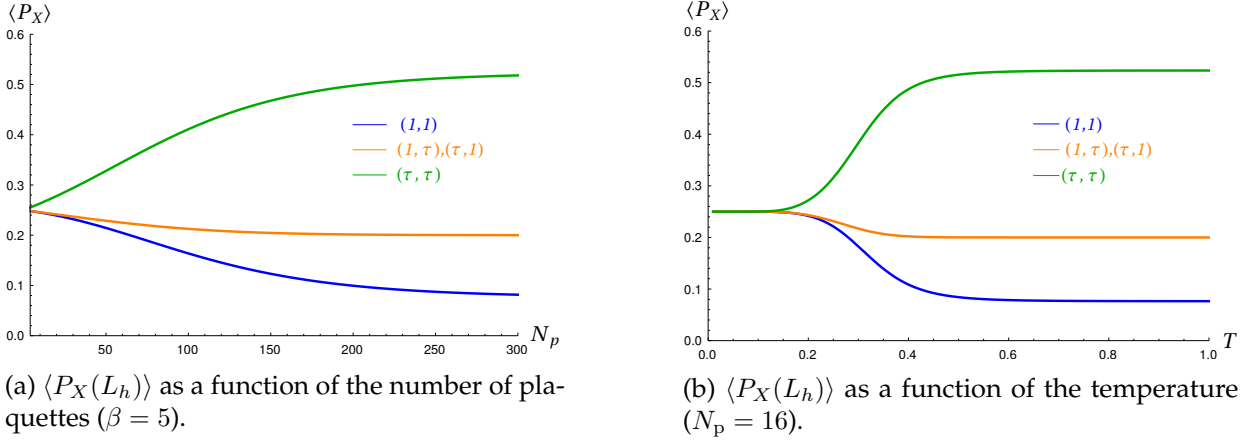 ⟨P_X⟩
0.6
0.5
0.4
0.3
0.2
0.1
0.0
50
100
150
200
250
300
N_p
(1,1)
(1,τ),(τ,1)
(τ,τ)
(a) ⟨P_X(L_h)⟩ as a function of the number of pla-
quettes (β = 5).
⟨P_X⟩
0.6
0.5
0.4
0.3
0.2
0.1
0.0
0.0
0.2
0.4
0.6
0.8
1.0
T
(1,1)
(1,τ),(τ,1)
(τ,τ)
(b) ⟨P_X(L_h)⟩ as a function of the temperature
(N_p = 16).